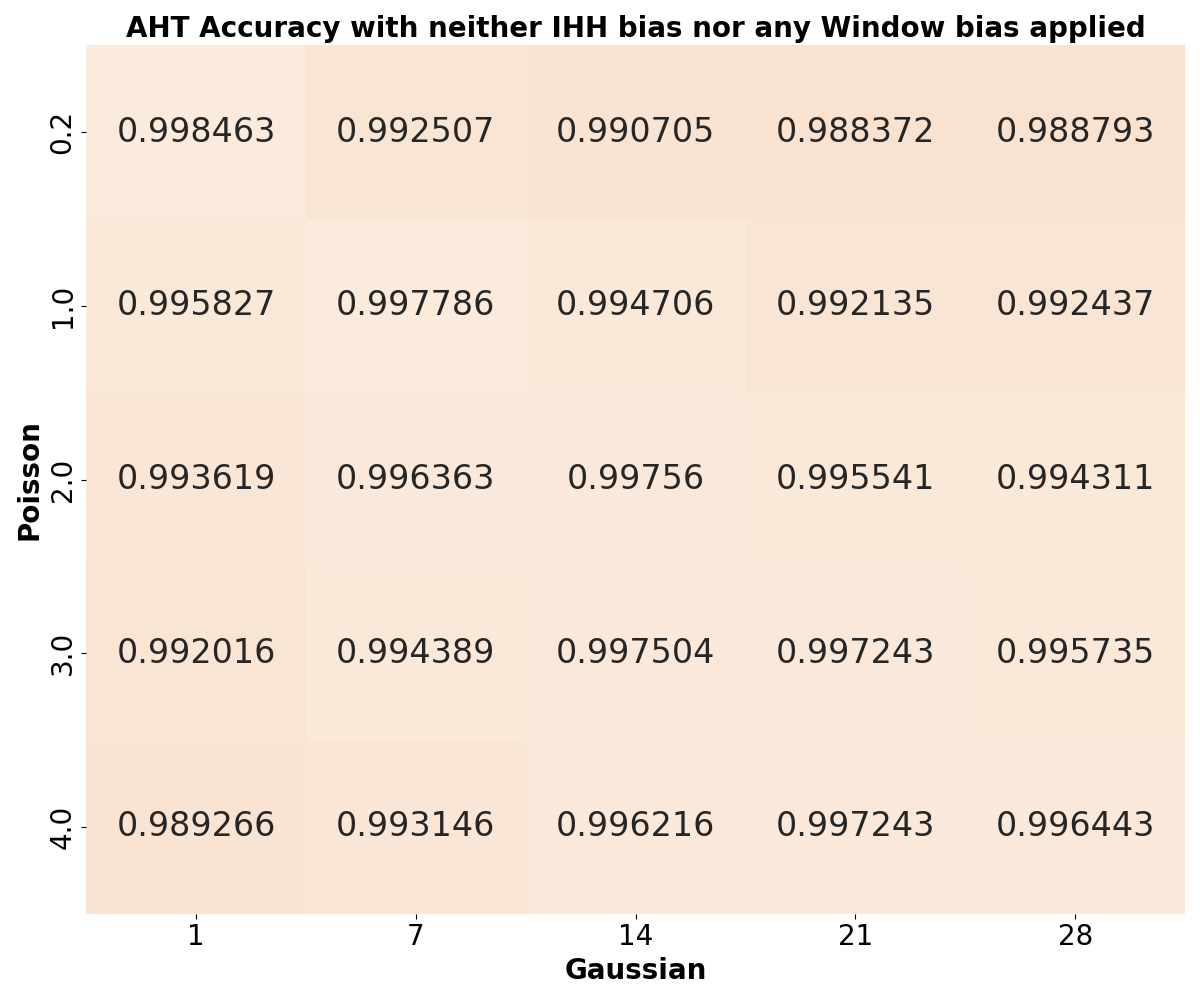 AHT Accuracy with neither IHH bias nor any Window bias applied
0.2 0.998463 0.992507 0.990705 0.988372 0.988793
1.0 0.995827 0.997786 0.994706 0.992135 0.992437
2.0 0.993619 0.996363 0.99756 0.995541 0.994311
3.0 0.992016 0.994389 0.997504 0.997243 0.995735
4.0 0.989266 0.993146 0.996216 0.997243 0.996443
Poisson
1 7 14 21 28
Gaussian